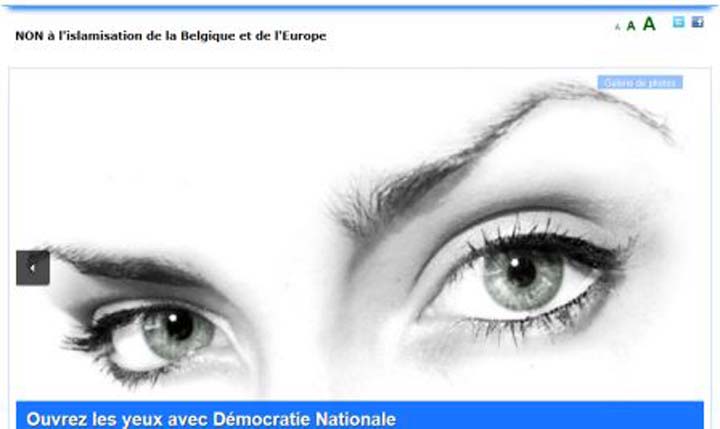 NON à l'islamisation de la Belgique et de l'Europe
A A A
Galerie de photos
Ouvrez les yeux avec Démocratie Nationale